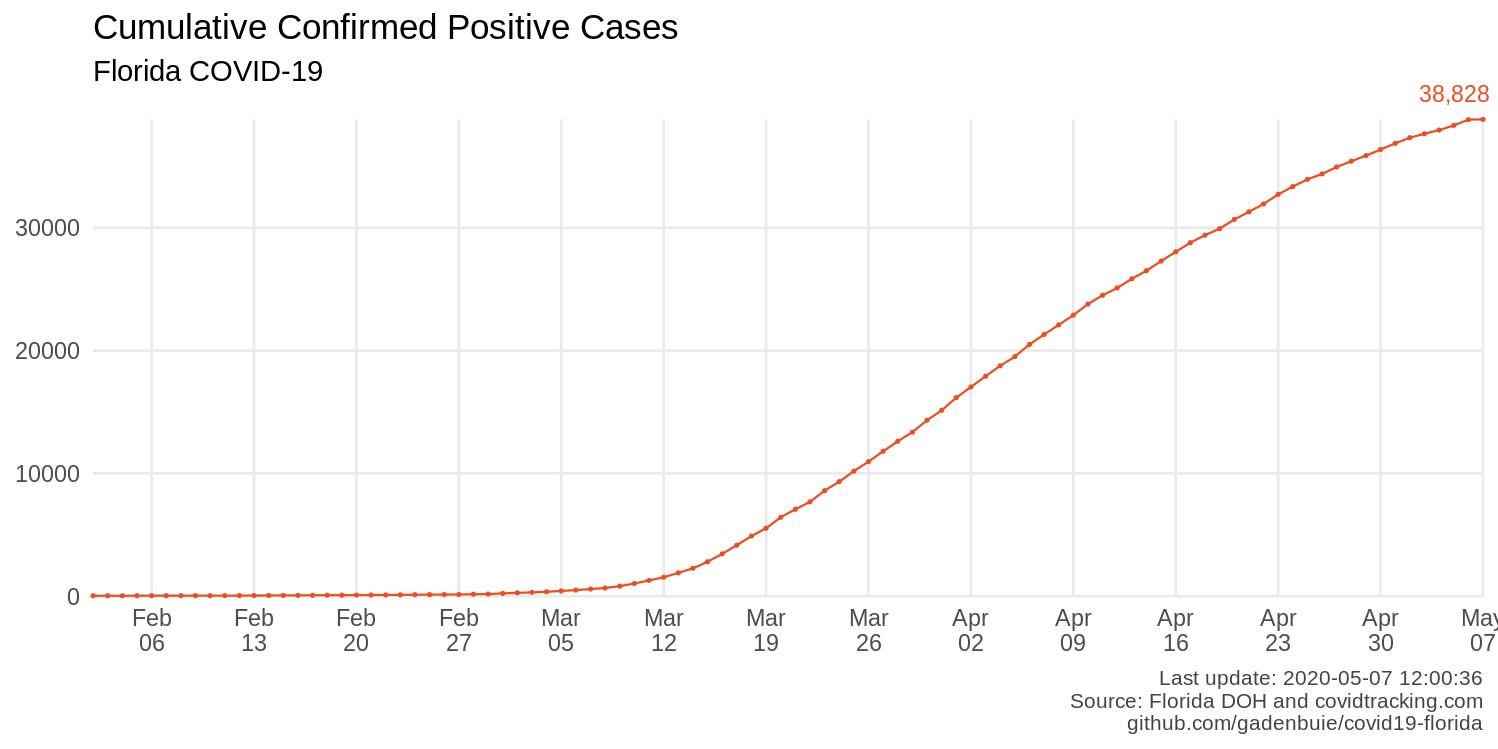 Cumulative Confirmed Positive Cases
Florida COVID-19
38,828
30000
20000
10000
0
Feb Feb Feb Feb Mar Mar Mar Mar Apr Apr Apr Apr Apr May
06 13 20 27 05 12 19 26 02 09 16 23 30 07
Last update: 2020-05-07 12:00:36
Source: Florida DOH and covidtracking.com
github.com/gadenbuie/covid19-florida